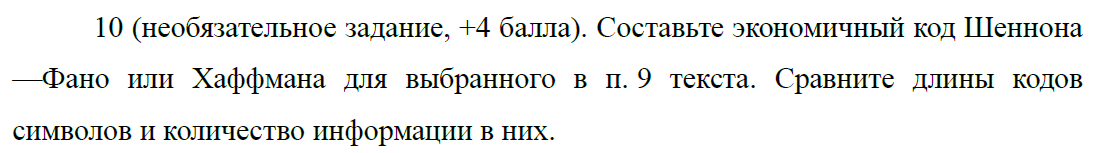 10 (необязательное задание, +4 балла). Составьте экономичный код Шеннона
—Фано или Хаффмана для выбранного в п. 9 текста. Сравните длины кодов
символов и количество информации в них.